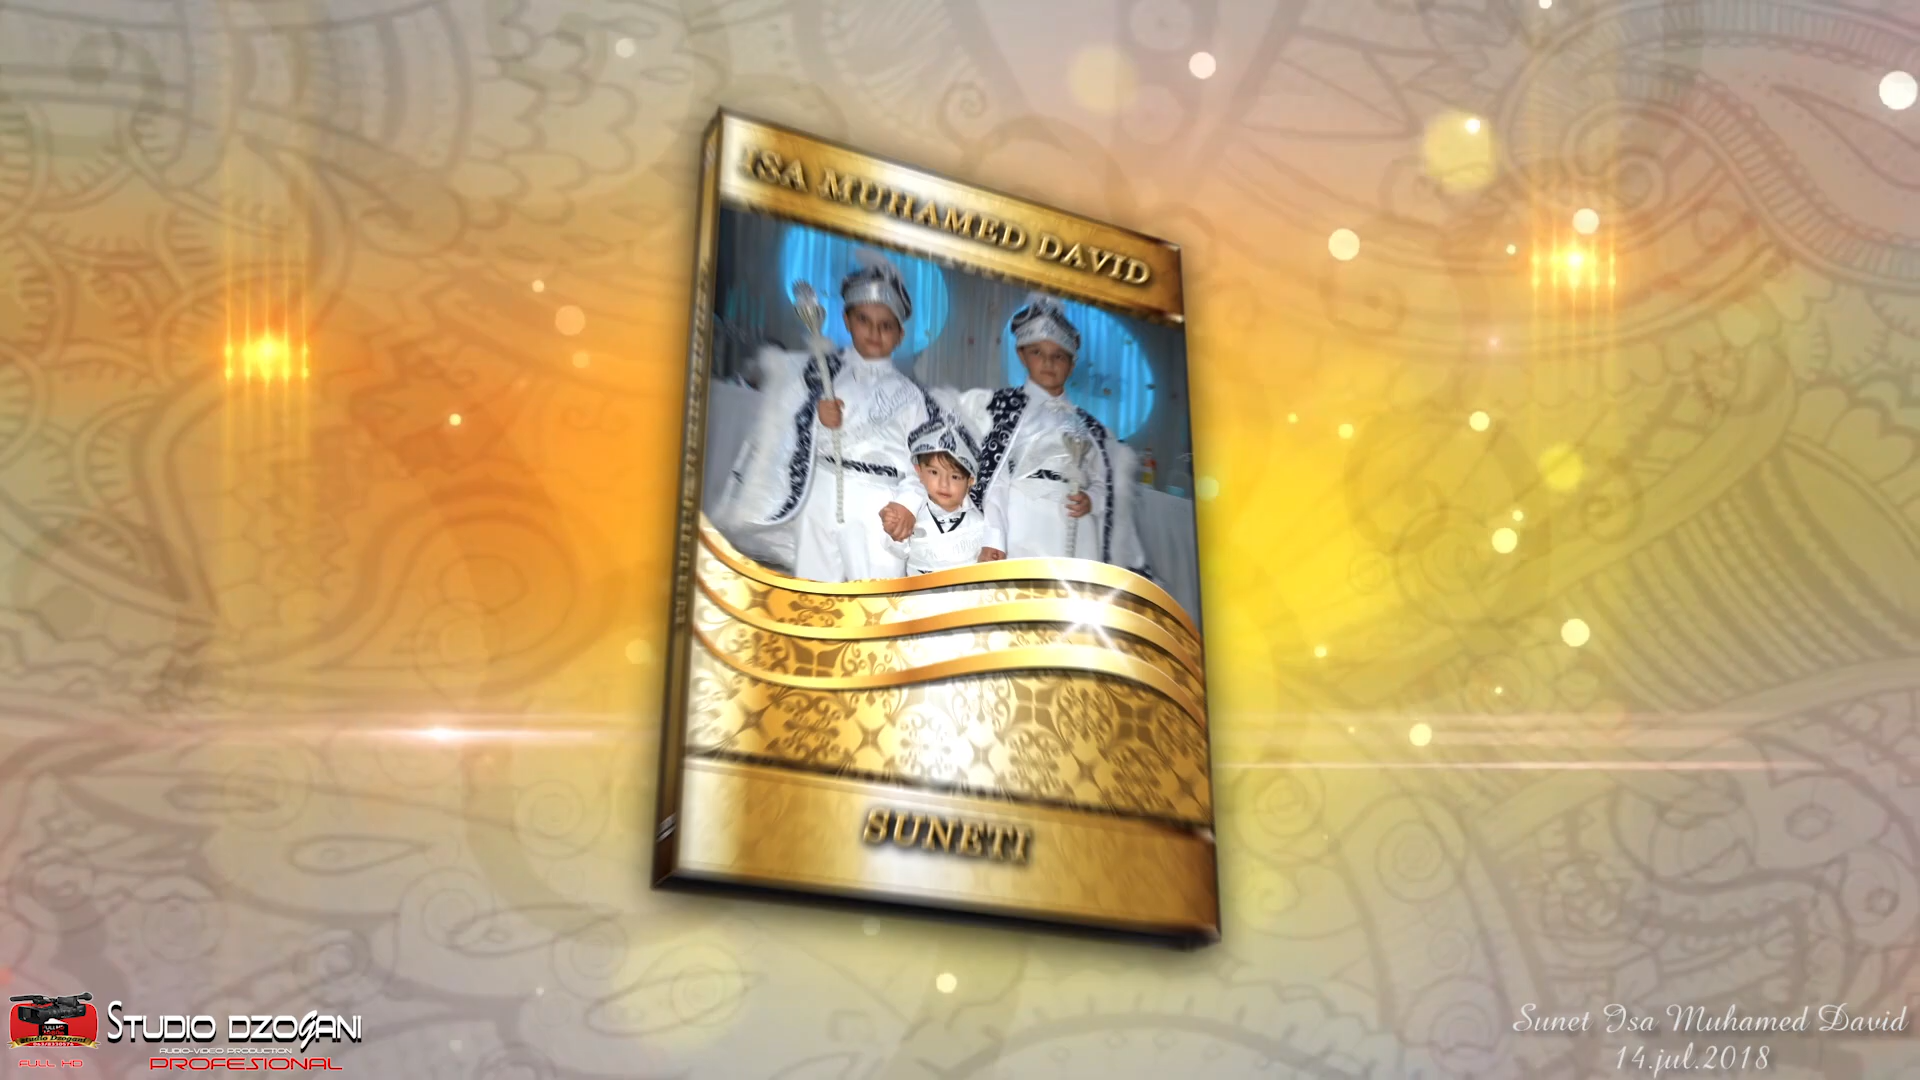 ISA MUHAMED DAVID
SUNETI
STUDIO DZOGANI
AUDIO-VIDEO PRODUCTION
PROFESIONAL
FULL HD
Sunet Isa Muhamed David
14.jul.2018